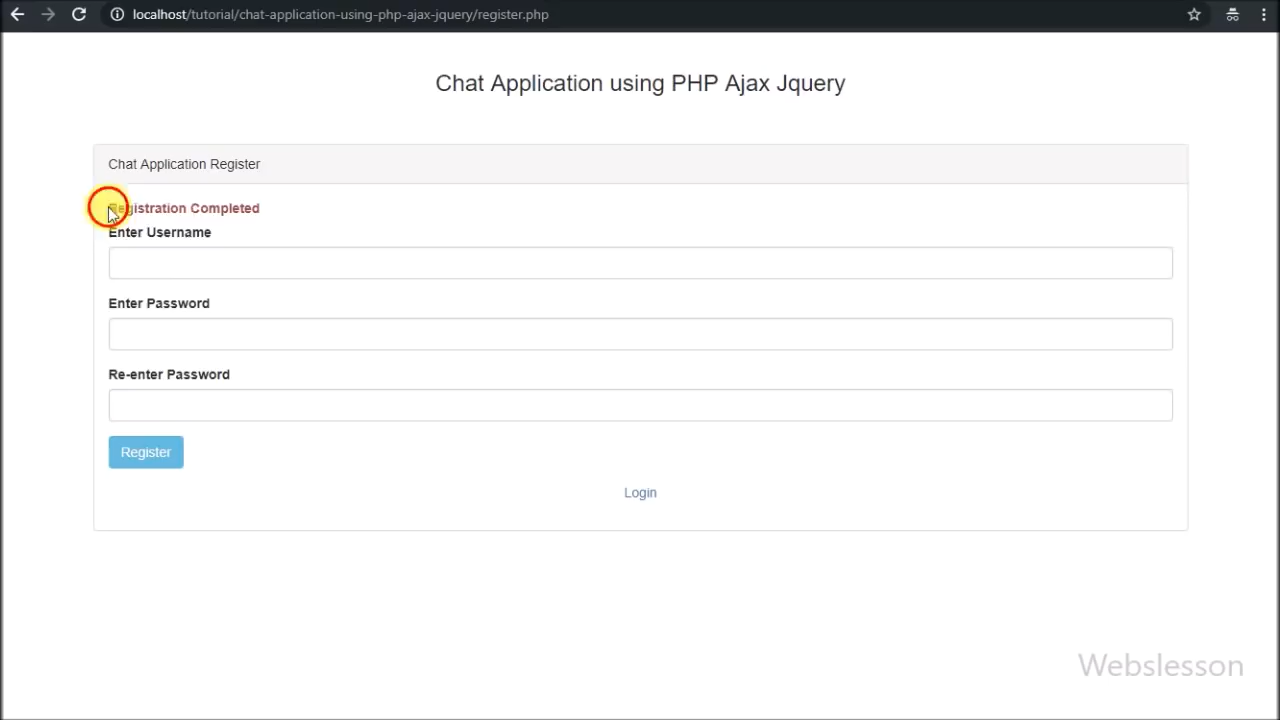 localhost/tutorial/chat-application-using-php-ajax-jquery/register.php
Chat Application using PHP Ajax Jquery
Chat Application Register
Registration Completed
Enter Username
Enter Password
Re-enter Password
Register
Login
Webslesson